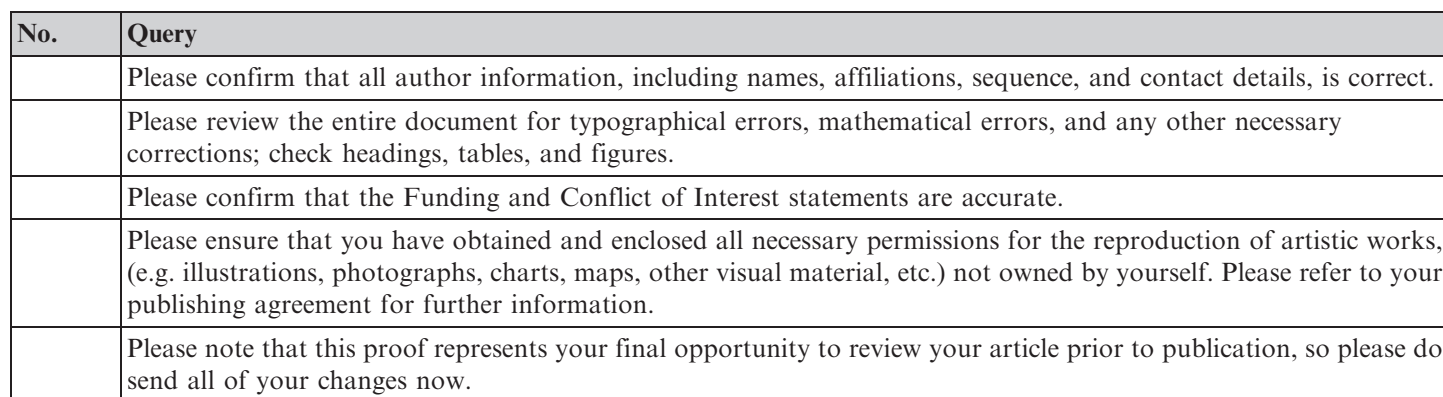 No. Query
Please confirm that all author information, including names, affiliations, sequence, and contact details, is correct.
Please review the entire document for typographical errors, mathematical errors, and any other necessary
corrections; check headings, tables, and figures.
Please confirm that the Funding and Conflict of Interest statements are accurate.
Please ensure that you have obtained and enclosed all necessary permissions for the reproduction of artistic works,
(e.g. illustrations, photographs, charts, maps, other visual material, etc.) not owned by yourself. Please refer to your
publishing agreement for further information.
Please note that this proof represents your final opportunity to review your article prior to publication, so please do
send all of your changes now.